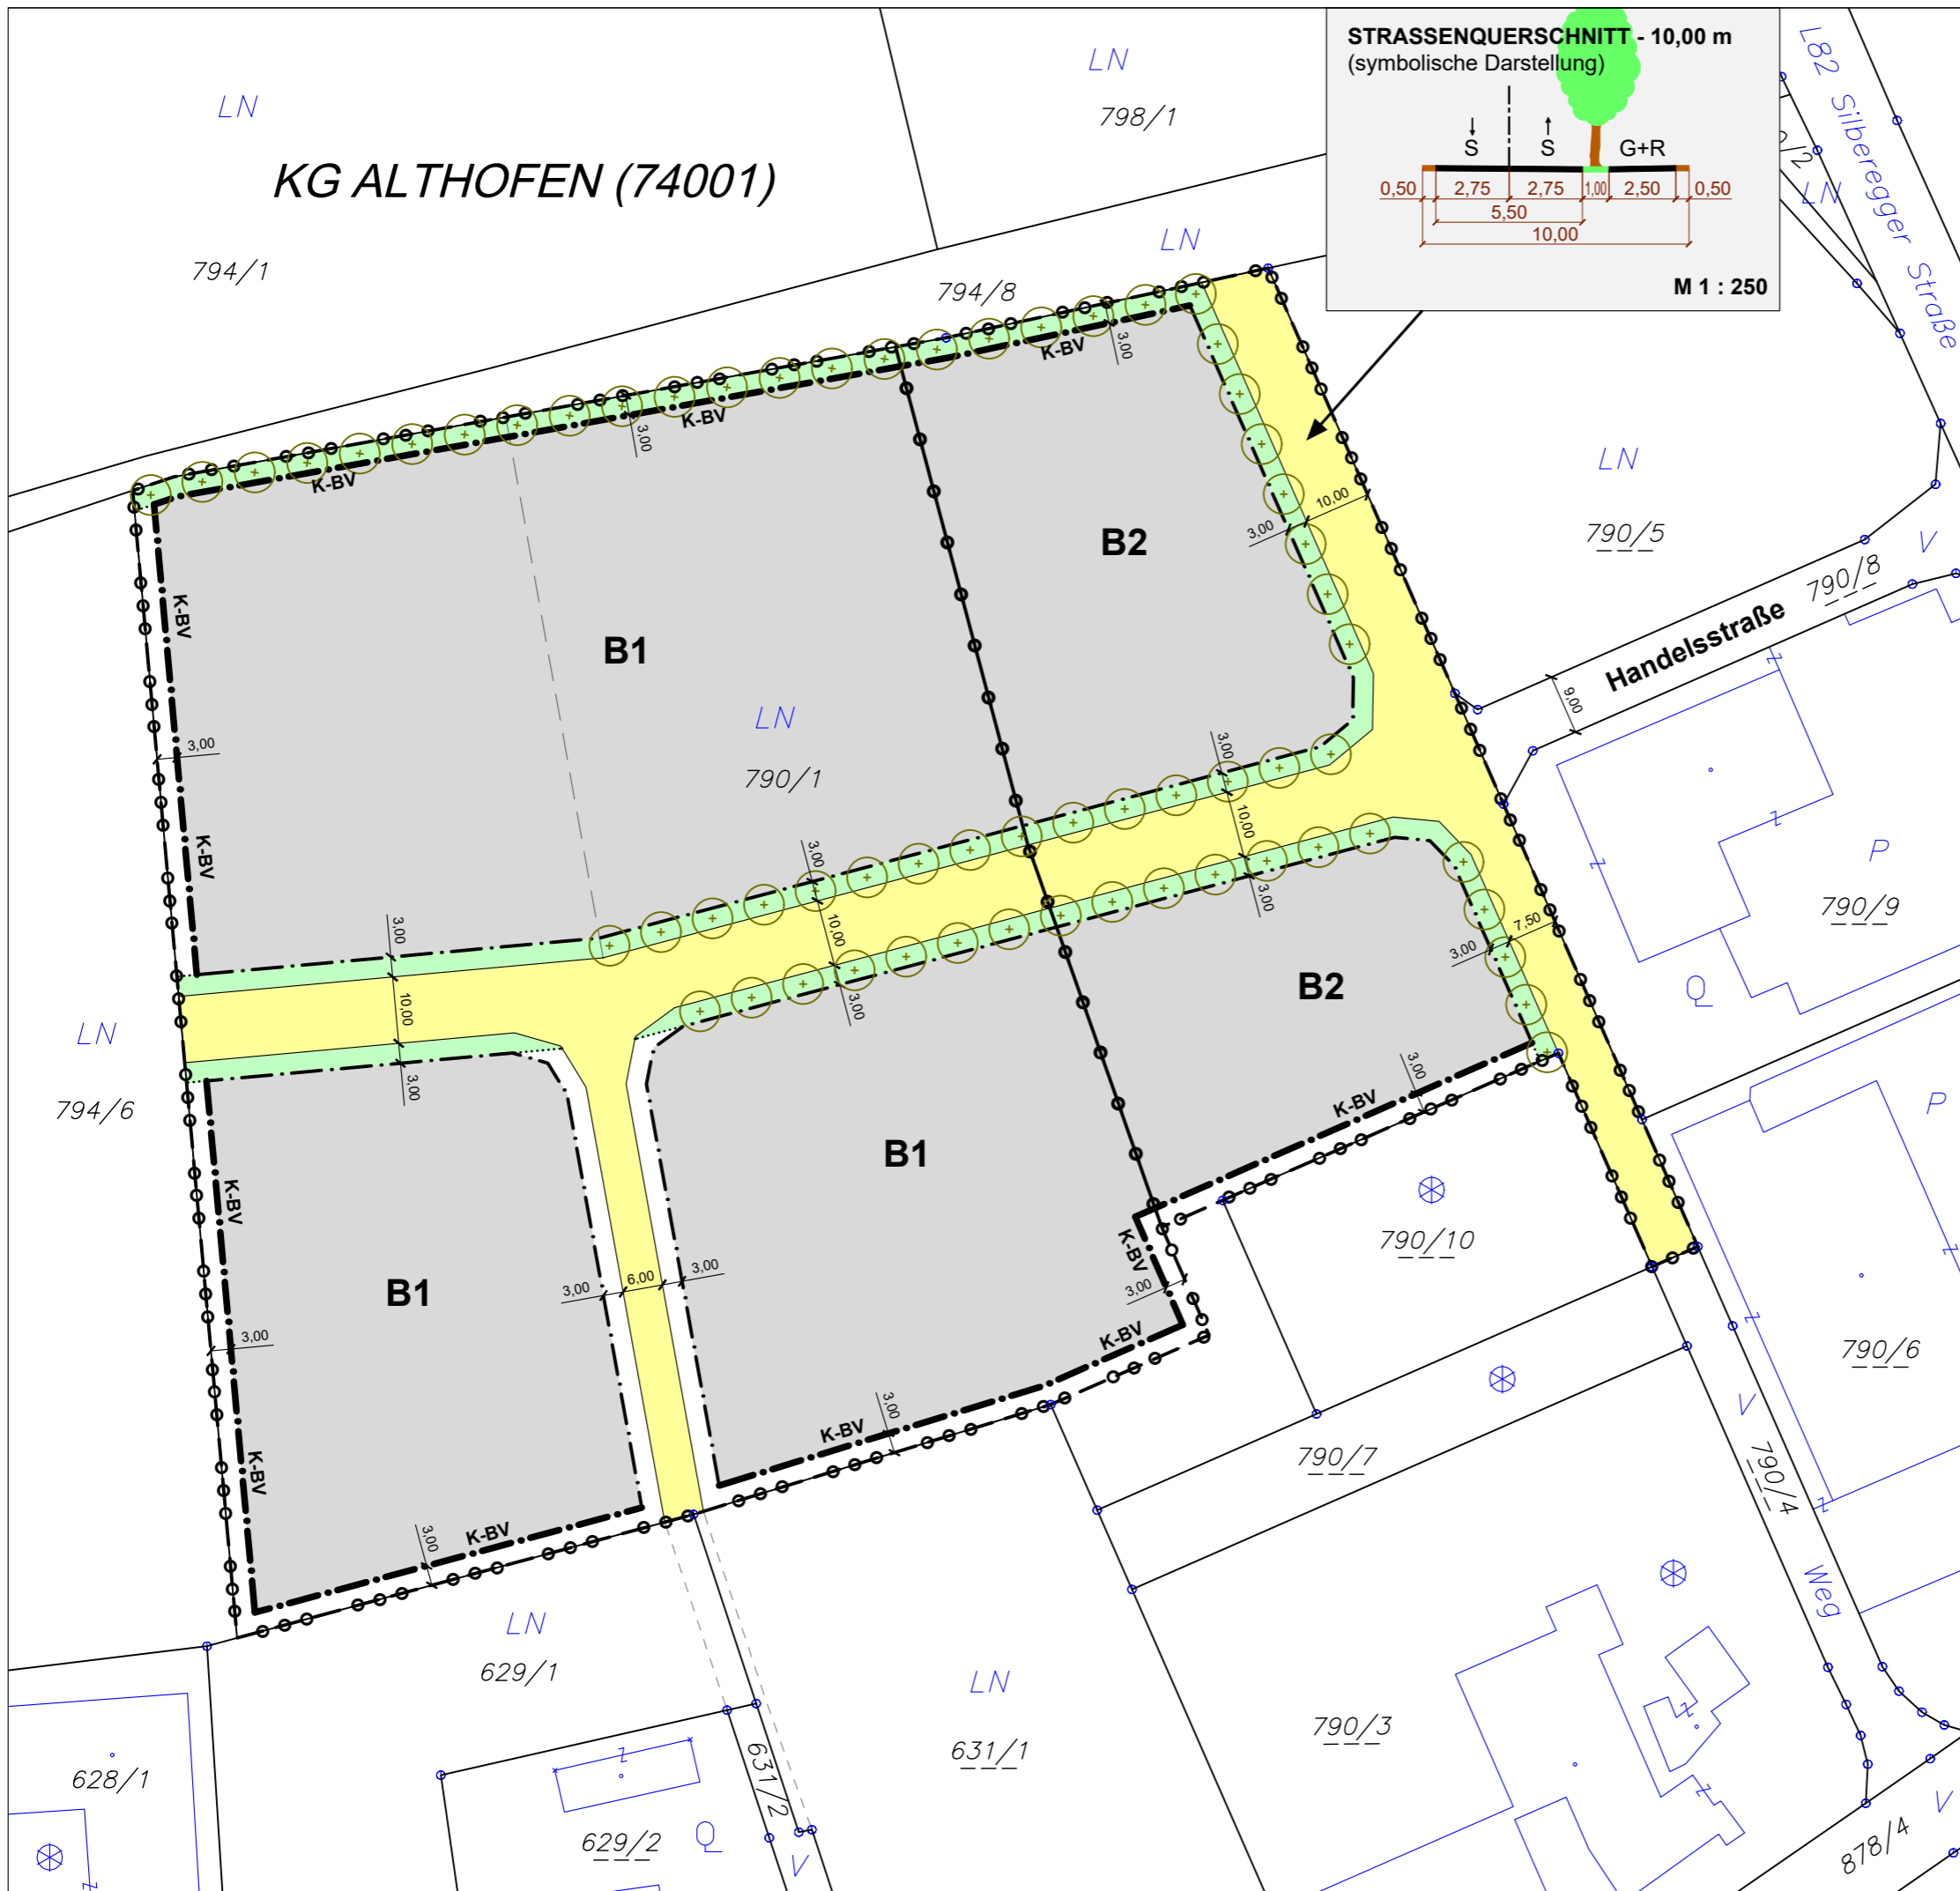 STRASSENQUERSCHNITT - 10,00 m
(symbolische Darstellung)
S S G+R
0,50 2,75 2,75 1,00 2,50 0,50
5,50
10,00
M 1 : 250
LN
LN
798/1
L82 Silberegger Straße
LN
KG ALTHOFEN (74001)
794/1
LN
794/8
K-BV
3,00
K-BV
3,00
K-BV
LN
10,00
3,00
790/5
B2
V
790/8
Handelsstraße
9,00
K-BV
B1
LN
790/1
3,00
3,00
10,00
3,00
K-BV
3,00
10,00
3,00
P
790/9
7,50
3,00
3,00
10,00
3,00
B2
Q
LN
794/6
3,00
K-BV
P
K-BV
B1
790/10
K-BV
3,00
B1
3,00
6,00
3,00
K-BV
3,00
790/6
K-BV
3,00
K-BV
790/7
V
790/4
K-BV
3,00
Weg
LN
629/1
LN
631/1
790/3
628/1
631/2
629/2
Q
V
878/4
V